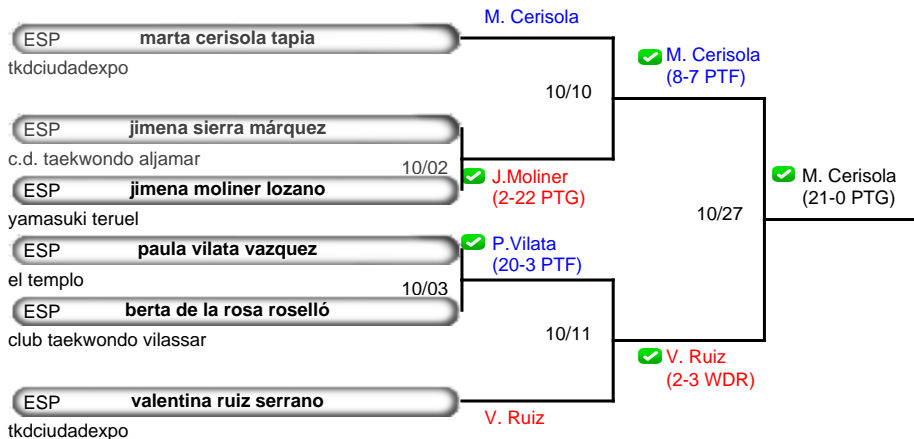 M. Cerisola
ESP marta cerisola tapia
tkdciudadexpo
M. Cerisola
(8-7 PTF)
10/10
ESP jimena sierra márquez
c.d. taekwondo aljamar
10/02
J.Moliner
(2-22 PTG)
ESP jimena moliner lozano
yamasuki teruel
M. Cerisola
(21-0 PTG)
10/27
ESP paula vilata vazquez
el templo
P.Vilata
(20-3 PTF)
10/03
ESP berta de la rosa roselló
club taekwondo vilassar
10/11
V. Ruiz
(2-3 WDR)
ESP valentina ruiz serrano
tkdciudadexpo
V. Ruiz